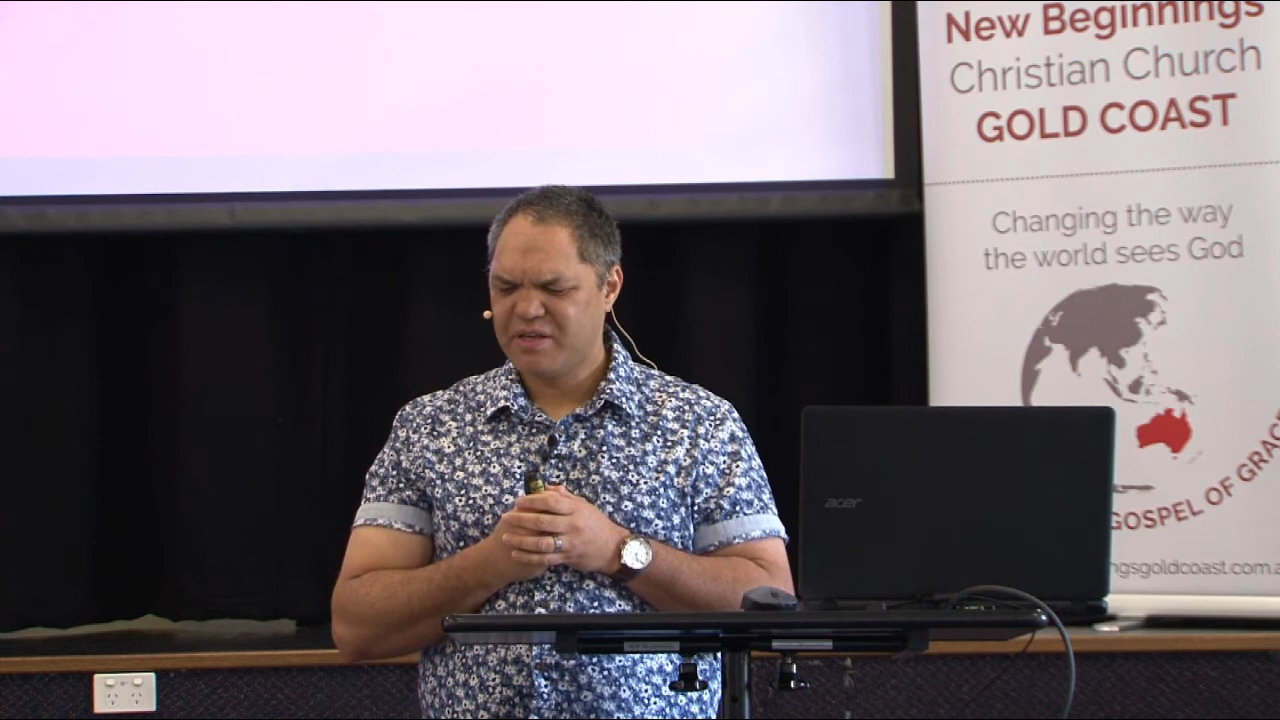 New Beginnings
Christian Church
GOLD COAST
Changing the way
the world sees God
GOSPEL OF GRAC
ngsgoldcoast.com.a
acer